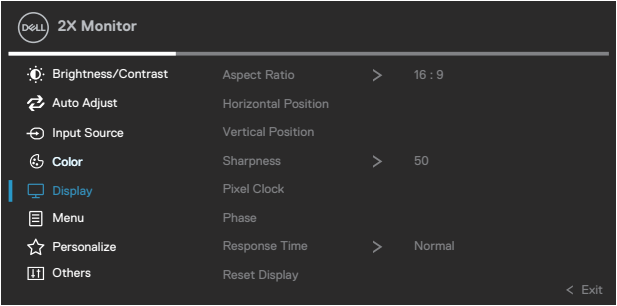 DELL 2X Monitor
Brightness/Contrast Aspect Ratio > 16 : 9
Auto Adjust Horizontal Position
Input Source Vertical Position
Color Sharpness > 50
Display Pixel Clock
Menu Phase
Personalize Response Time > Normal
Others Reset Display
< Exit